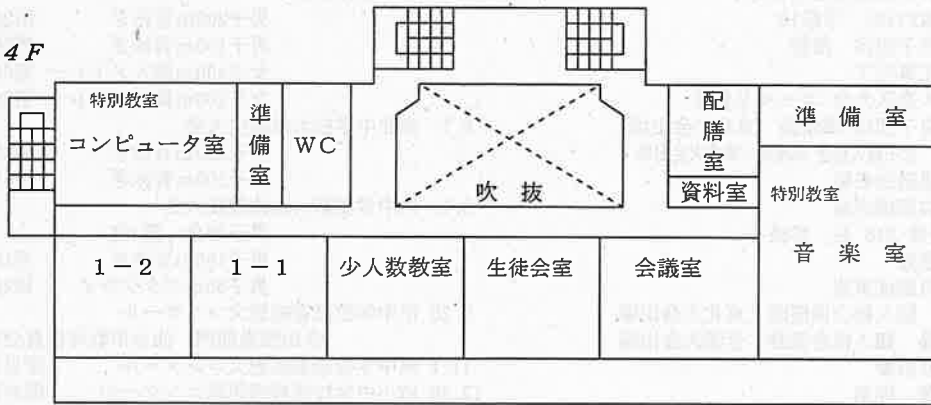 4F
特別教室
コンピュータ室
準備室
WC
吹抜
配膳室
資料室
準備室
特別教室
音楽室
1-2
1-1
少人数教室
生徒会室
会議室